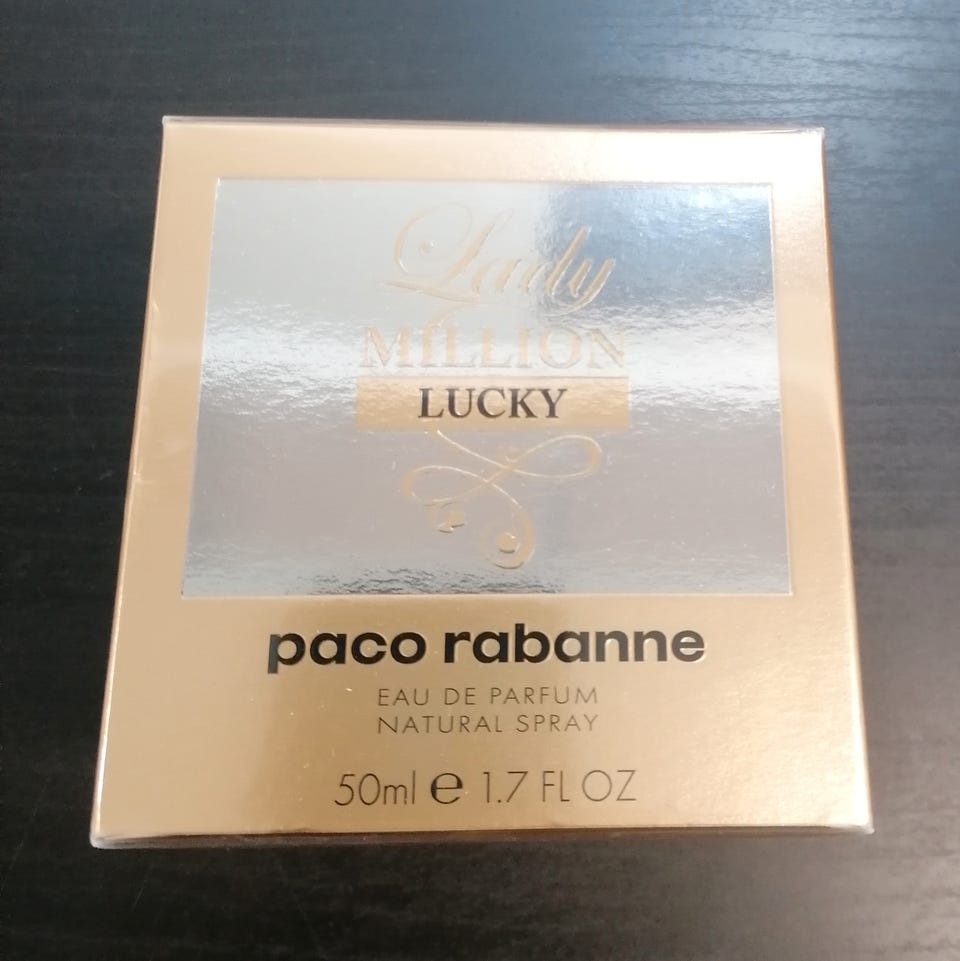 Lady
MILLION
LUCKY
paco rabanne
EAU DE PARFUM
NATURAL SPRAY
50ml ℮ 1.7 FL OZ